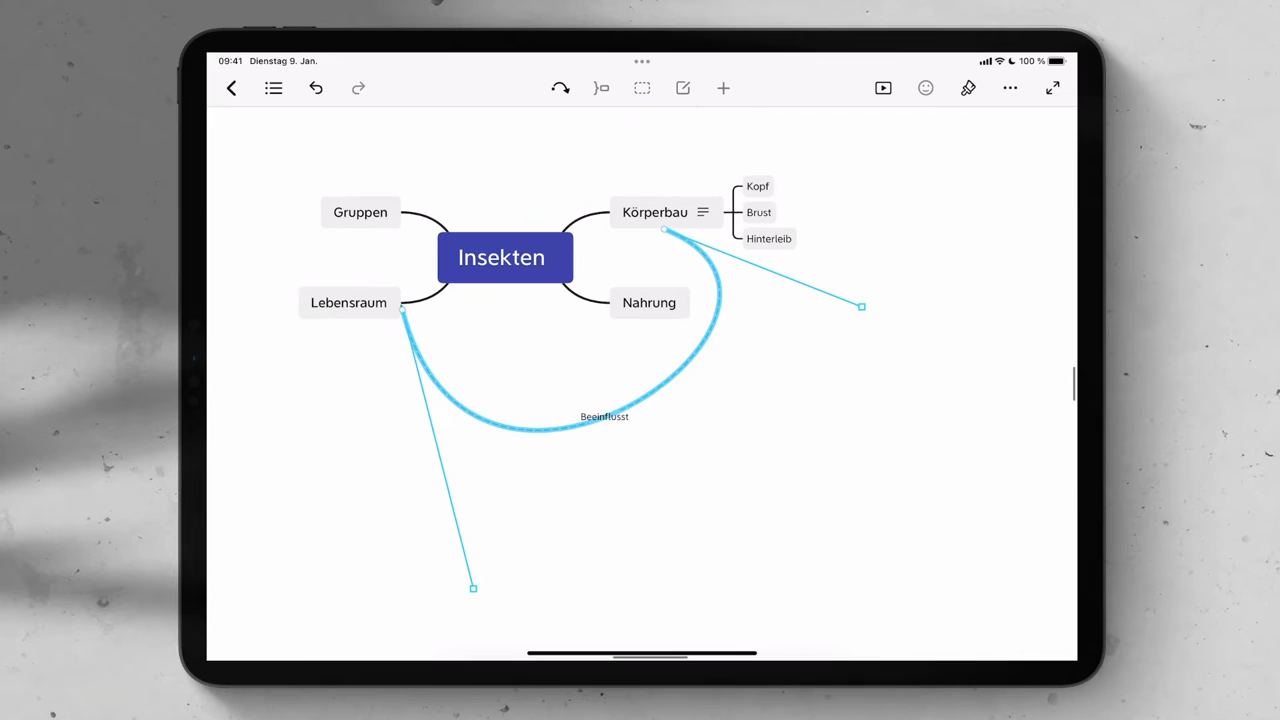 09:41 Dienstag 9. Jan.
100 %
Gruppen
Insekten
Körperbau
Kopf
Brust
Hinterleib
Lebensraum
Nahrung
Beeinflusst